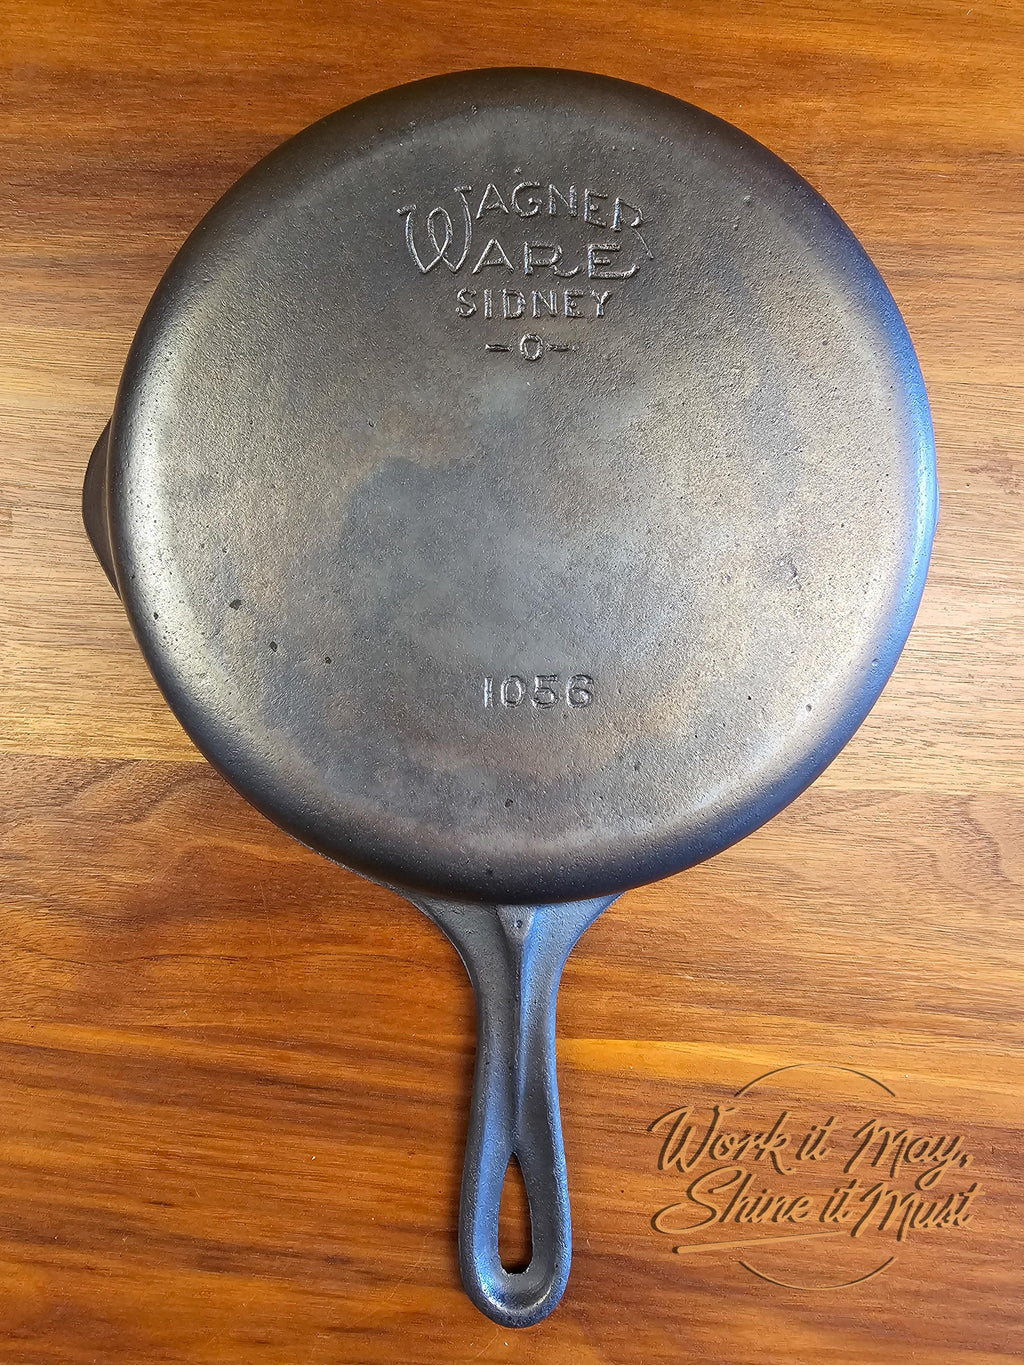 WAGNER
WARE
SIDNEY
-O-
1056
Work it May,
Shine it Must